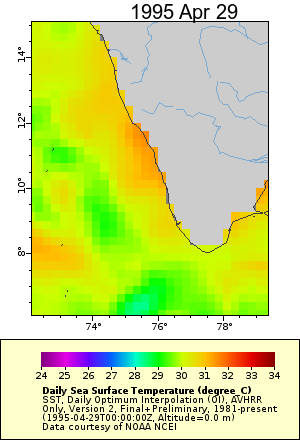 1995 Apr 29
14°
12°
10°
8°
74° 76° 78°
24 25 26 27 28 29 30 31 32 33 34
Daily Sea Surface Temperature (degree_C)
SST, Daily Optimum Interpolation (OI), AVHRR
Only, Version 2, Final+Preliminary, 1981-present
(1995-04-29T00:00:00Z, Altitude=0.0 m)
Data courtesy of NOAA NCEI